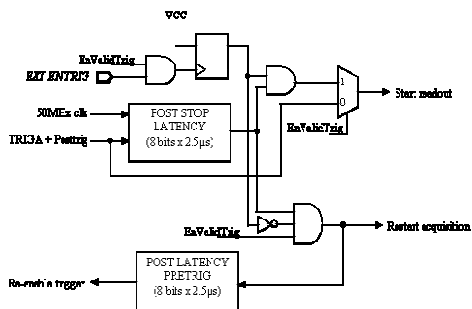 VCC
EnValidTrig
EXT ENTRIG
50MHz clk
POST STOP
LATENCY
(8 bits x 2.5µs)
TRIGA + Posttrig
1
0
Start readout
EnValidTrig
EnValidTrig
Restart acquisition
POST LATENCY
PRETRIG
(8 bits x 2.5µs)
Re-enable trigger